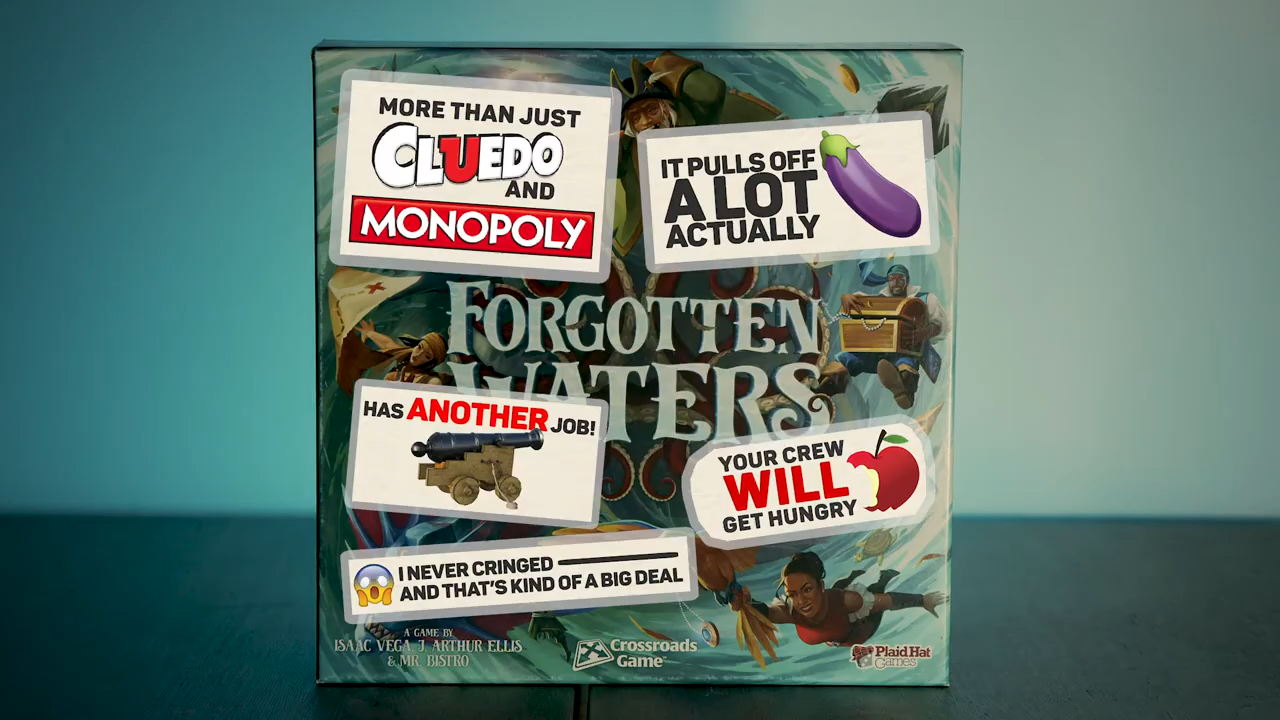 MORE THAN JUST
CLUEDO
AND
MONOPOLY
IT PULLS OFF
A LOT
ACTUALLY
FORGOTTEN
WATERS
HAS ANOTHER JOB!
YOUR CREW
WILL
GET HUNGRY
I NEVER CRINGED
AND THAT'S KIND OF A BIG DEAL
A GAME BY
ISAAC VEGA, J. ARTHUR ELLIS
& MR. BISTRO
Crossroads
Game™
Plaid Hat
Games